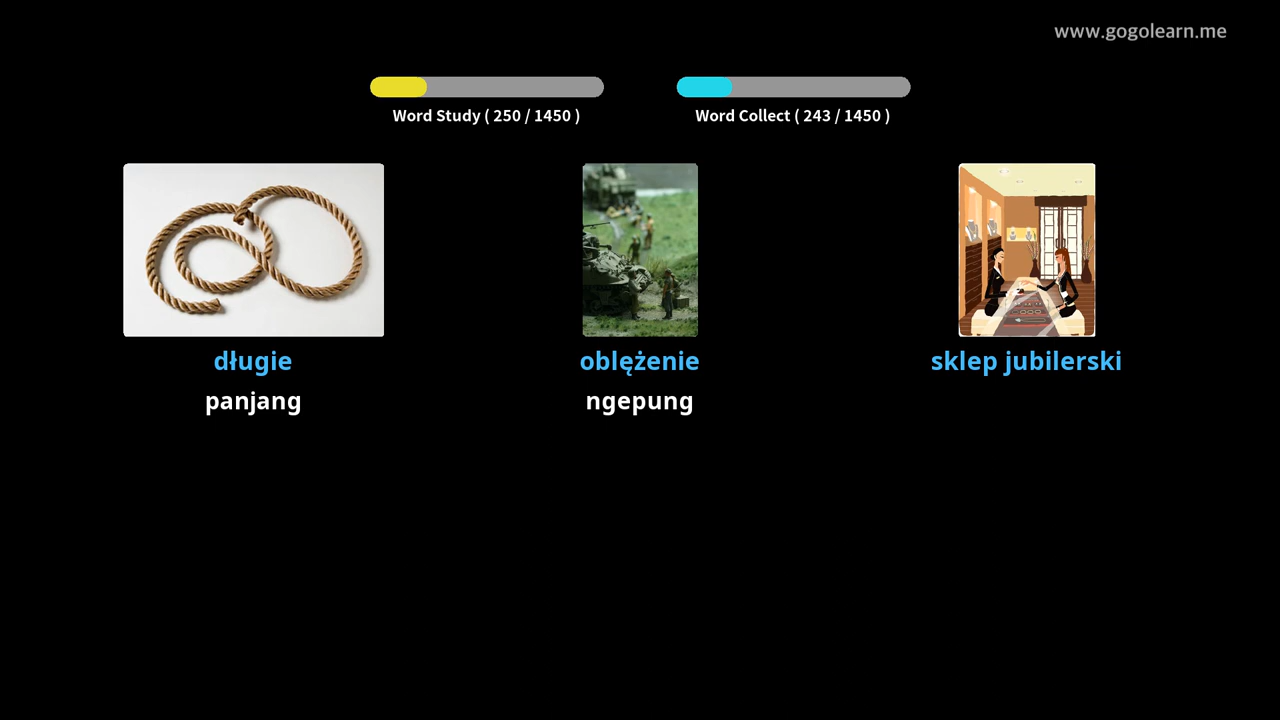 www.gogolearn.me
Word Study ( 250 / 1450 )
Word Collect ( 243 / 1450 )
długie
oblężenie
sklep jubilerski
panjang
ngepung